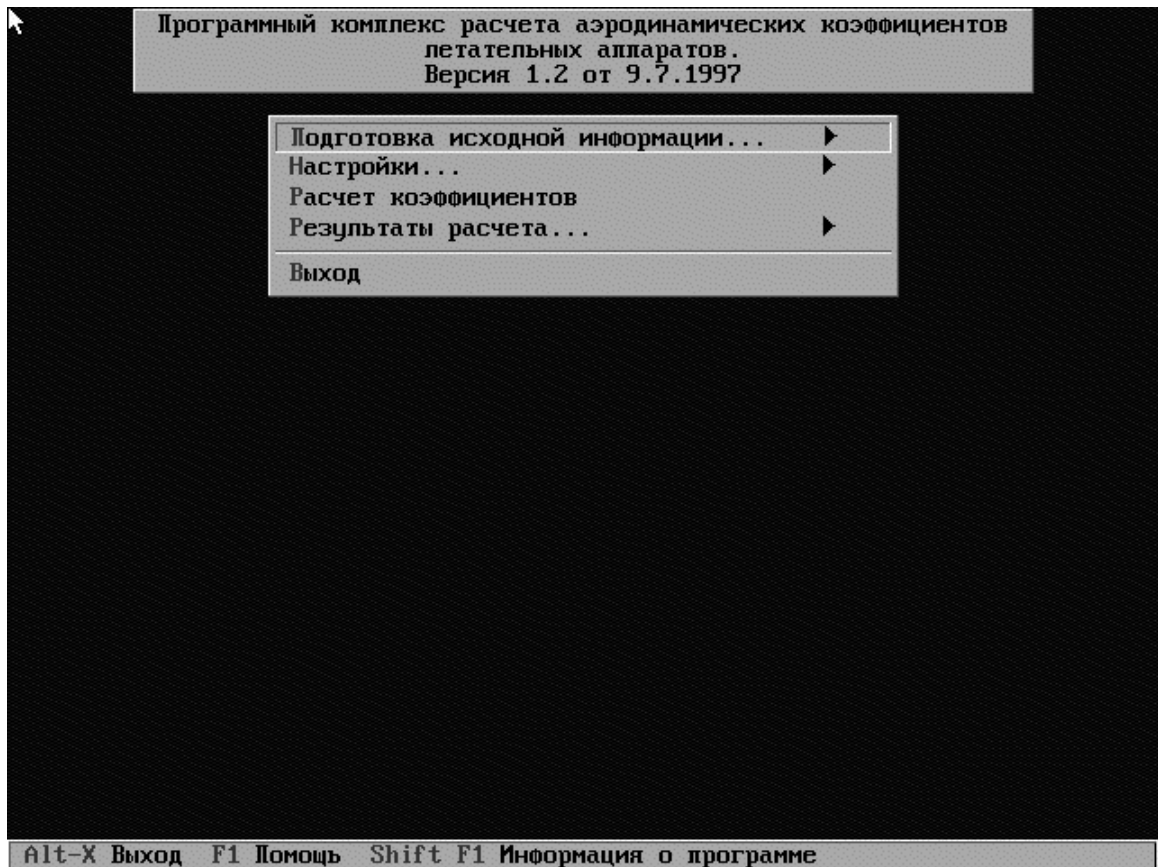 Программный комплекс расчета аэродинамических коэффициентов
летательных аппаратов.
Версия 1.2 от 9.7.1997
Подготовка исходной информации...
Настройки...
Расчет коэффициентов
Результаты расчета...
Выход
Alt-X Выход F1 Помощь Shift F1 Информация о программе